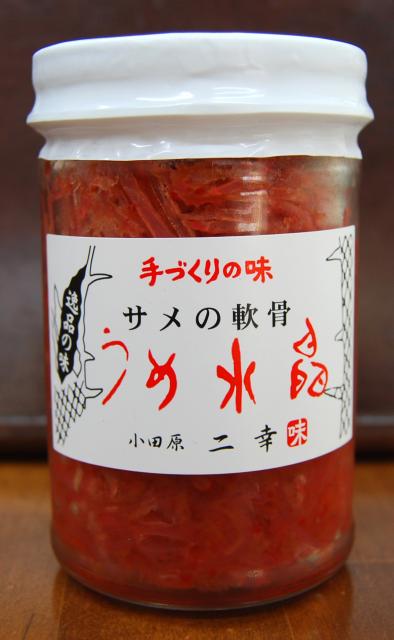 手づくりの味
逸品の味
サメの軟骨
うめ水晶
小田原 二幸 味